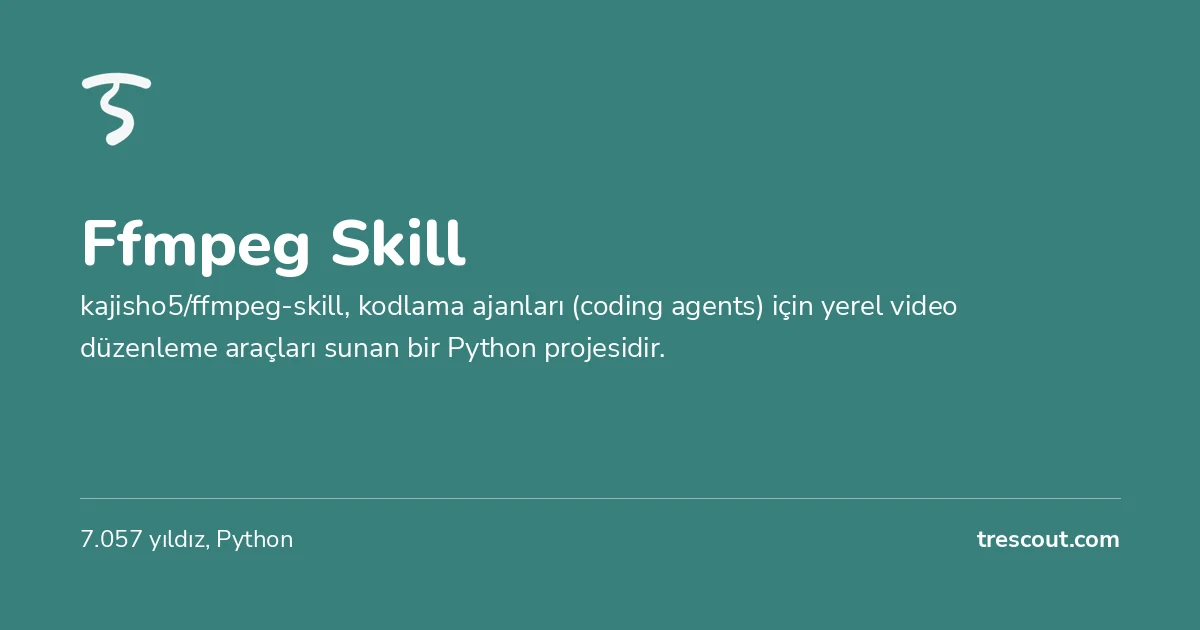 Ffmpeg Skill
kajisho5/ffmpeg-skill, kodlama ajanları (coding agents) için yerel video
düzenleme araçları sunan bir Python projesidir.
7.057 yıldız, Python
trescout.com